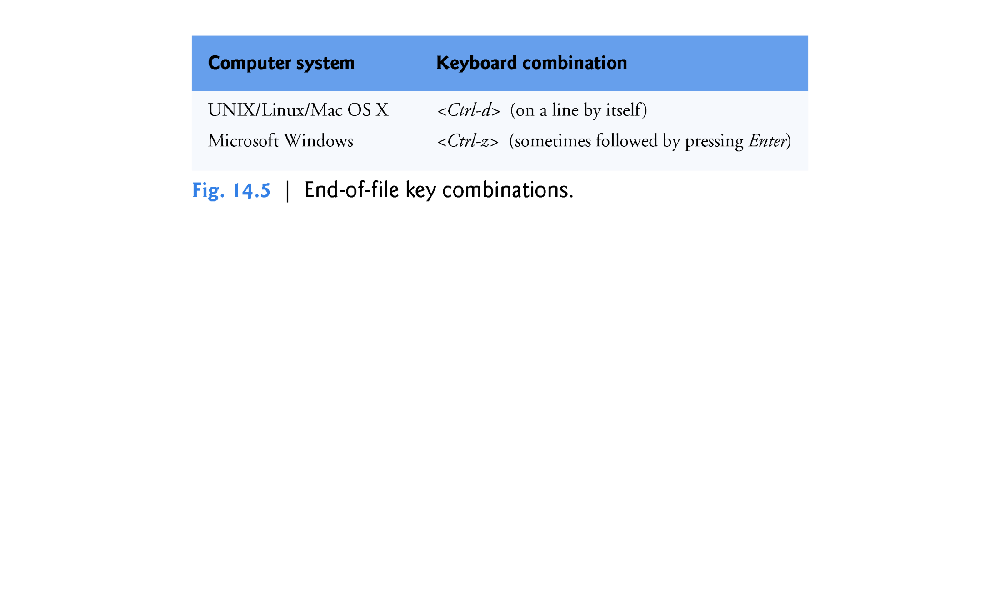 Computer system Keyboard combination
UNIX/Linux/Mac OS X <Ctrl-d> (on a line by itself)
Microsoft Windows <Ctrl-z> (sometimes followed by pressing Enter)
Fig. 14.5 | End-of-file key combinations.